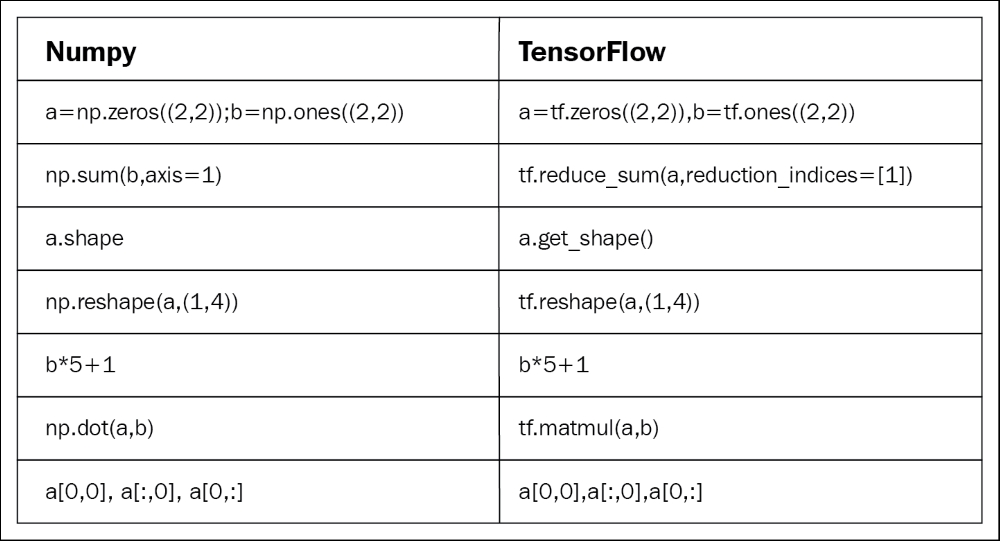 Numpy TensorFlow
a=np.zeros((2,2));b=np.ones((2,2)) a=tf.zeros((2,2)),b=tf.ones((2,2))
np.sum(b,axis=1) tf.reduce_sum(a,reduction_indices=[1])
a.shape a.get_shape()
np.reshape(a,(1,4)) tf.reshape(a,(1,4))
b*5+1 b*5+1
np.dot(a,b) tf.matmul(a,b)
a[0,0], a[:,0], a[0,:] a[0,0],a[:,0],a[0,:]